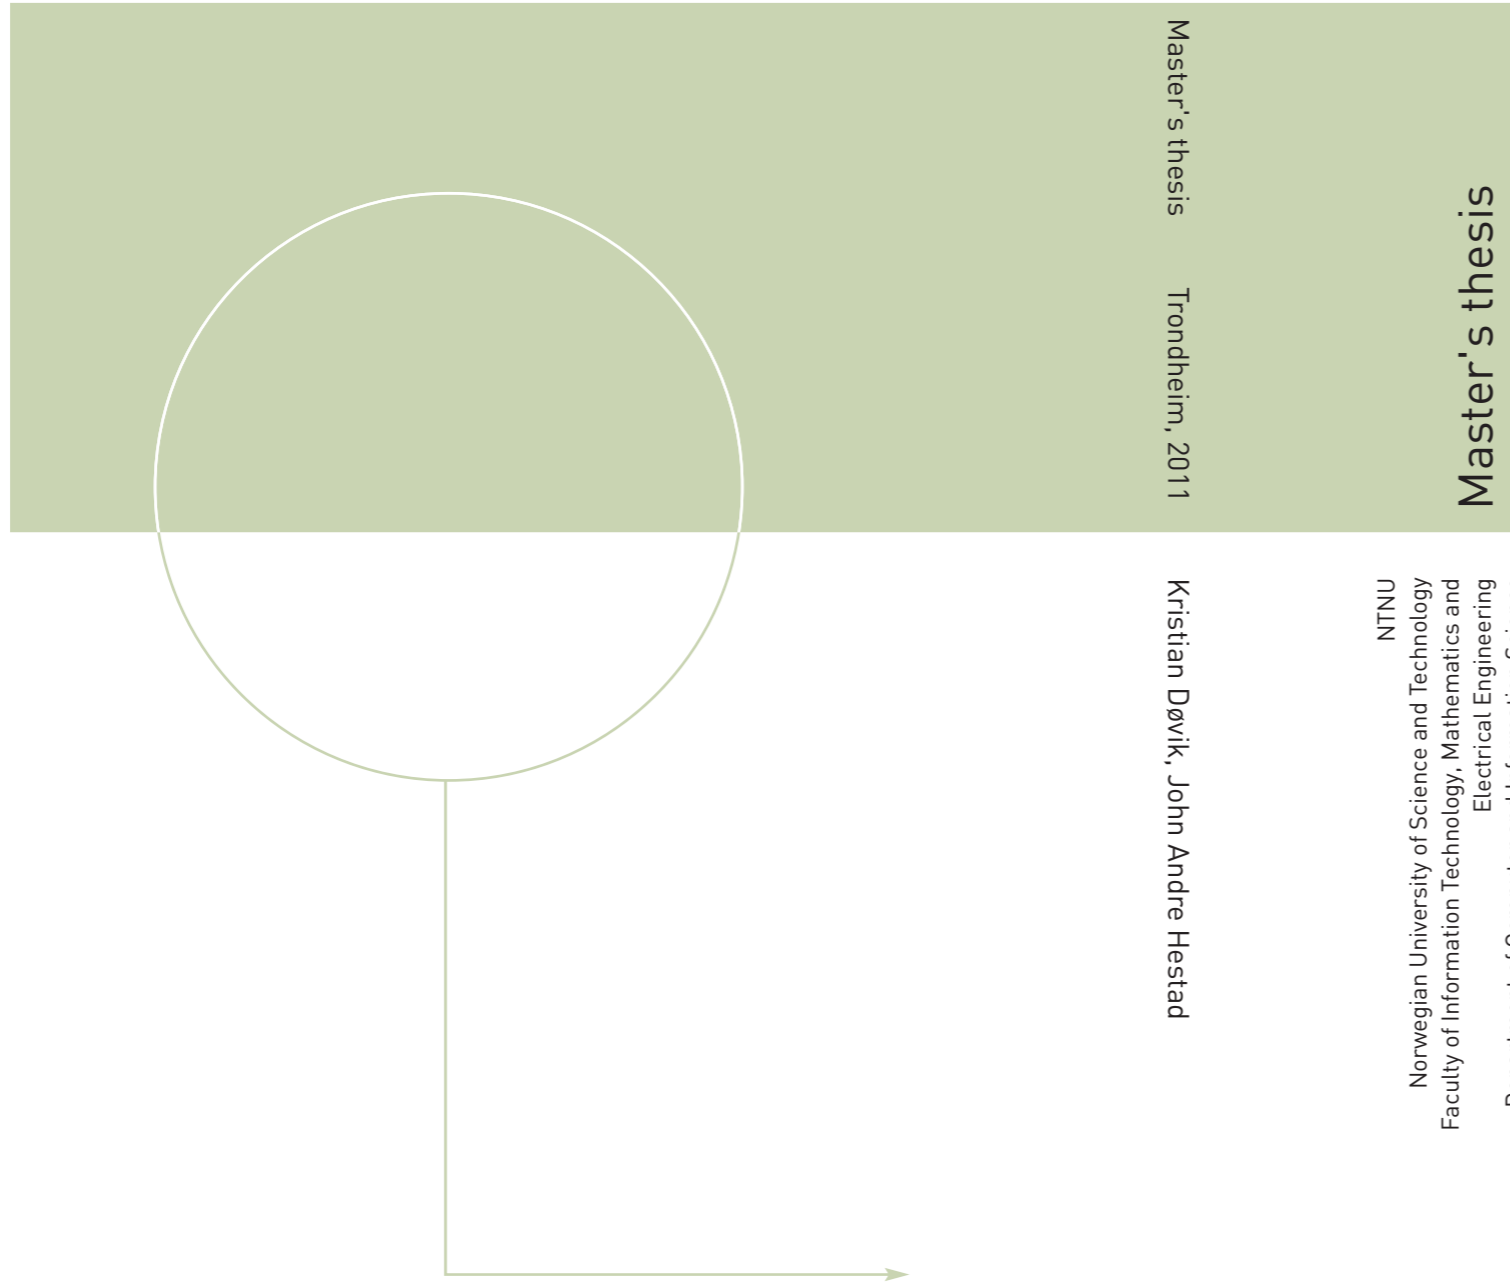 Master's thesis
Trondheim, 2011
Kristian Døvik, John Andre Hestad
NTNU
Norwegian University of Science and Technology
Faculty of Information Technology, Mathematics and
Electrical Engineering
Master's thesis